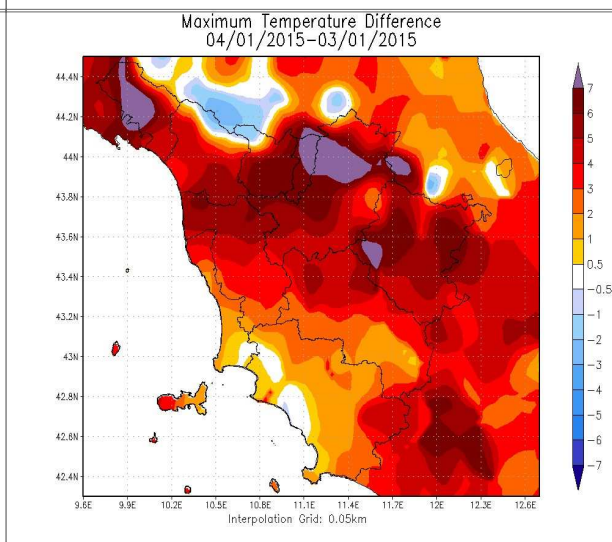 Maximum Temperature Difference
04/01/2015-03/01/2015
44.4N
44.2N
44N
43.8N
43.6N
43.4N
43.2N
43N
42.8N
42.6N
42.4N
9.6E 9.9E 10.2E 10.5E 10.8E 11.1E 11.4E 11.7E 12E 12.3E 12.6E
Interpolation Grid: 0.05km
7
6
5
4
3
2
1
0.5
-0.5
-1
-2
-3
-4
-5
-6
-7